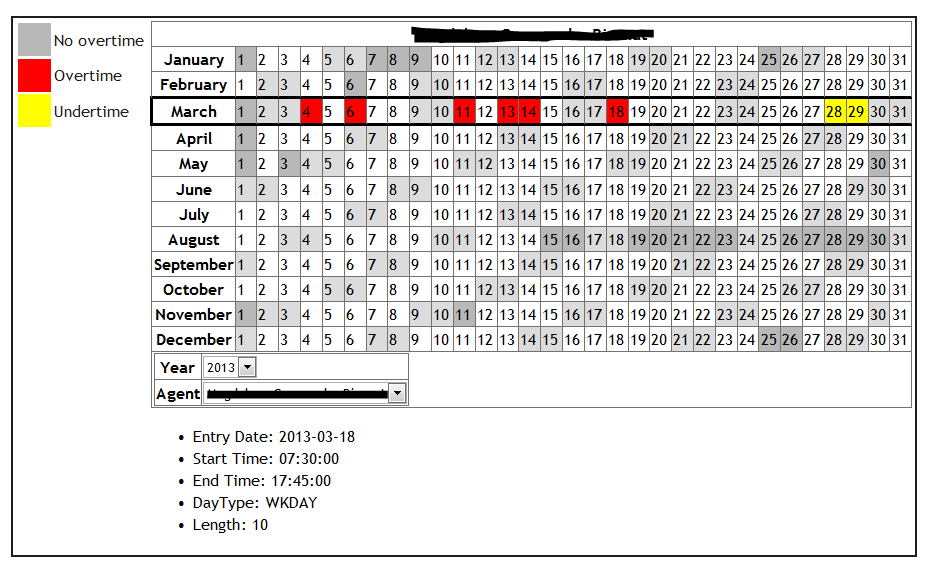 No overtime
Overtime
Undertime
January 1 2 3 4 5 6 7 8 9 10 11 12 13 14 15 16 17 18 19 20 21 22 23 24 25 26 27 28 29 30 31
February 1 2 3 4 5 6 7 8 9 10 11 12 13 14 15 16 17 18 19 20 21 22 23 24 25 26 27 28 29 30 31
March 1 2 3 4 5 6 7 8 9 10 11 12 13 14 15 16 17 18 19 20 21 22 23 24 25 26 27 28 29 30 31
April 1 2 3 4 5 6 7 8 9 10 11 12 13 14 15 16 17 18 19 20 21 22 23 24 25 26 27 28 29 30 31
May 1 2 3 4 5 6 7 8 9 10 11 12 13 14 15 16 17 18 19 20 21 22 23 24 25 26 27 28 29 30 31
June 1 2 3 4 5 6 7 8 9 10 11 12 13 14 15 16 17 18 19 20 21 22 23 24 25 26 27 28 29 30 31
July 1 2 3 4 5 6 7 8 9 10 11 12 13 14 15 16 17 18 19 20 21 22 23 24 25 26 27 28 29 30 31
August 1 2 3 4 5 6 7 8 9 10 11 12 13 14 15 16 17 18 19 20 21 22 23 24 25 26 27 28 29 30 31
September 1 2 3 4 5 6 7 8 9 10 11 12 13 14 15 16 17 18 19 20 21 22 23 24 25 26 27 28 29 30 31
October 1 2 3 4 5 6 7 8 9 10 11 12 13 14 15 16 17 18 19 20 21 22 23 24 25 26 27 28 29 30 31
November 1 2 3 4 5 6 7 8 9 10 11 12 13 14 15 16 17 18 19 20 21 22 23 24 25 26 27 28 29 30 31
December 1 2 3 4 5 6 7 8 9 10 11 12 13 14 15 16 17 18 19 20 21 22 23 24 25 26 27 28 29 30 31
Year 2013
Agent
• Entry Date: 2013-03-18
• Start Time: 07:30:00
• End Time: 17:45:00
• DayType: WKDAY
• Length: 10